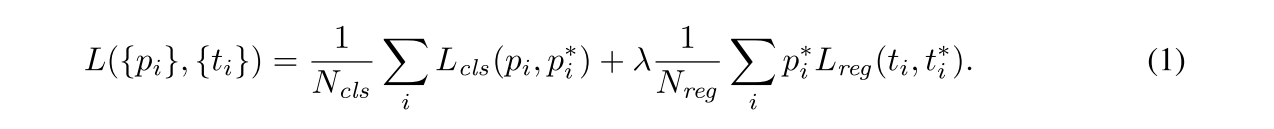 L({p_i}, {t_i}) = \frac{1}{N_{cls}} \sum_i L_{cls}(p_i, p_i^*) + λ \frac{1}{N_{reg}} \sum_i p_i^* L_{reg}(t_i, t_i^*). (1)